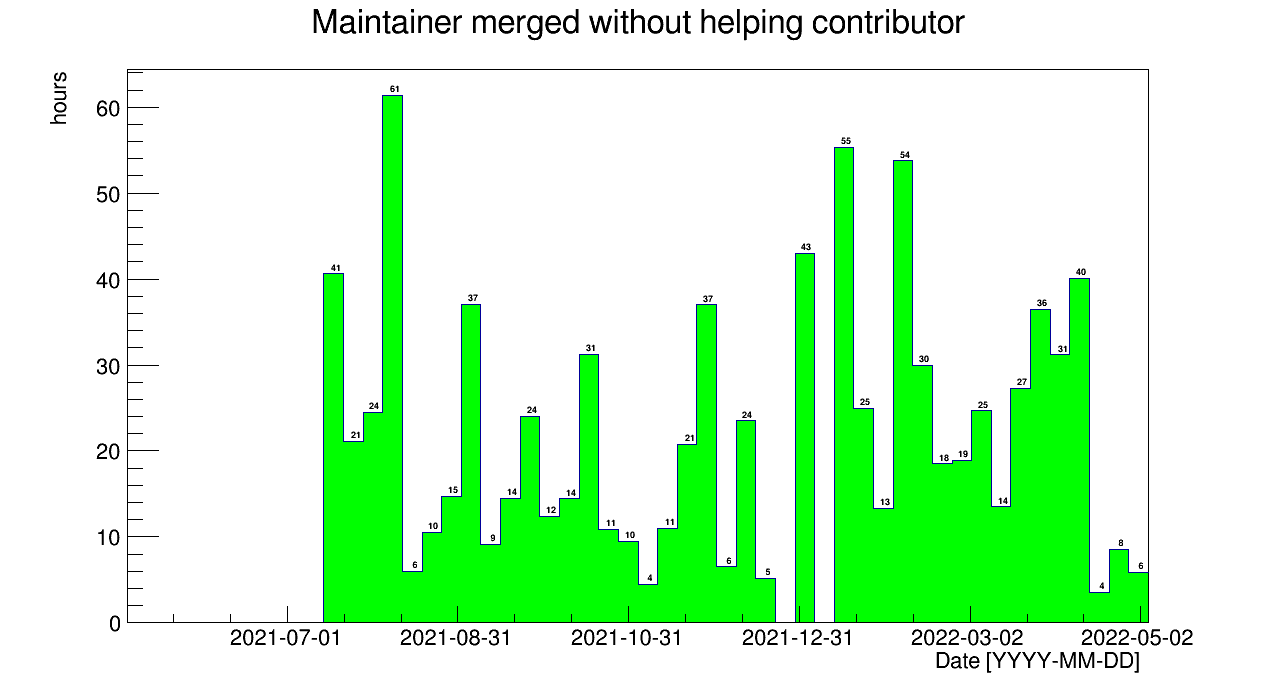 Maintainer merged without helping contributor
hours
60
50
40
30
20
10
0
41 21 24 61 6 10 15 37 9 14 24 12 14 31 11 10 4 11 21 37 6 24 5 43 55 25 13 54 30 18 19 25 14 27 36 31 40 4 8 6
2021-07-01 2021-08-31 2021-10-31 2021-12-31 2022-03-02 2022-05-02
Date [YYYY-MM-DD]